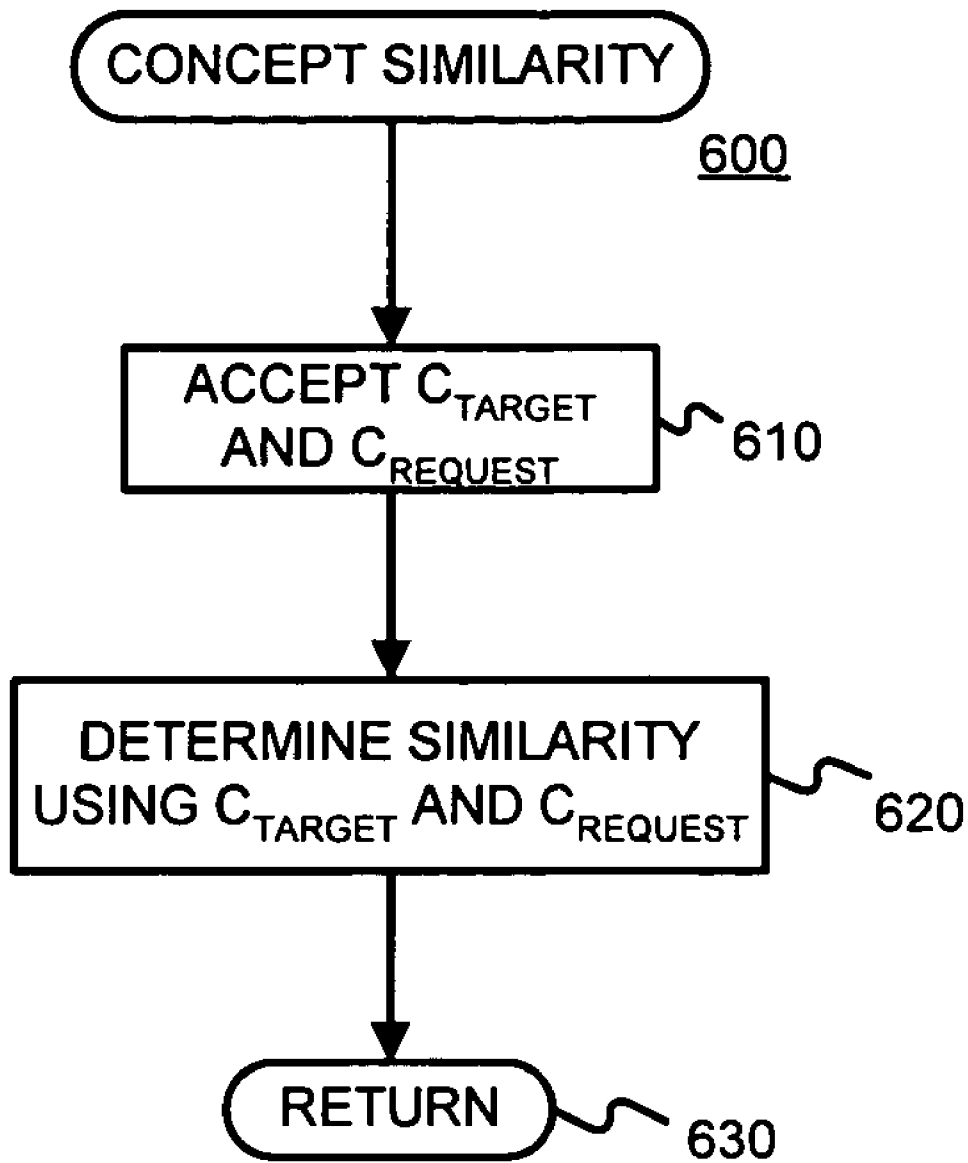 CONCEPT SIMILARITY
600
ACCEPT C_TARGET
AND C_REQUEST
610
DETERMINE SIMILARITY
USING C_TARGET AND C_REQUEST
620
RETURN
630